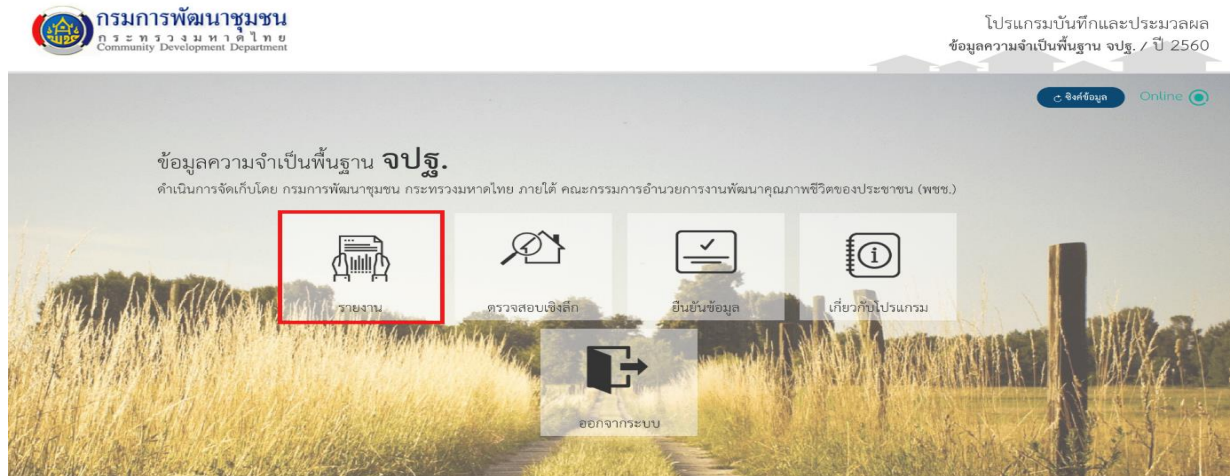 กรมการพัฒนาชุมชน
กระทรวงมหาดไทย
Community Development Department
โปรแกรมบันทึกและประมวลผล
ข้อมูลความจำเป็นพื้นฐาน จปฐ. / ปี 2560
ซิงค์ข้อมูล
Online
ข้อมูลความจำเป็นพื้นฐาน จปฐ.
ดำเนินการจัดเก็บโดย กรมการพัฒนาชุมชน กระทรวงมหาดไทย ภายใต้ คณะกรรมการอำนวยการงานพัฒนาคุณภาพชีวิตของประชาชน (พชช.)
รายงาน
ตรวจสอบเชิงลึก
ยืนยันข้อมูล
เกี่ยวกับโปรแกรม
ออกจากระบบ